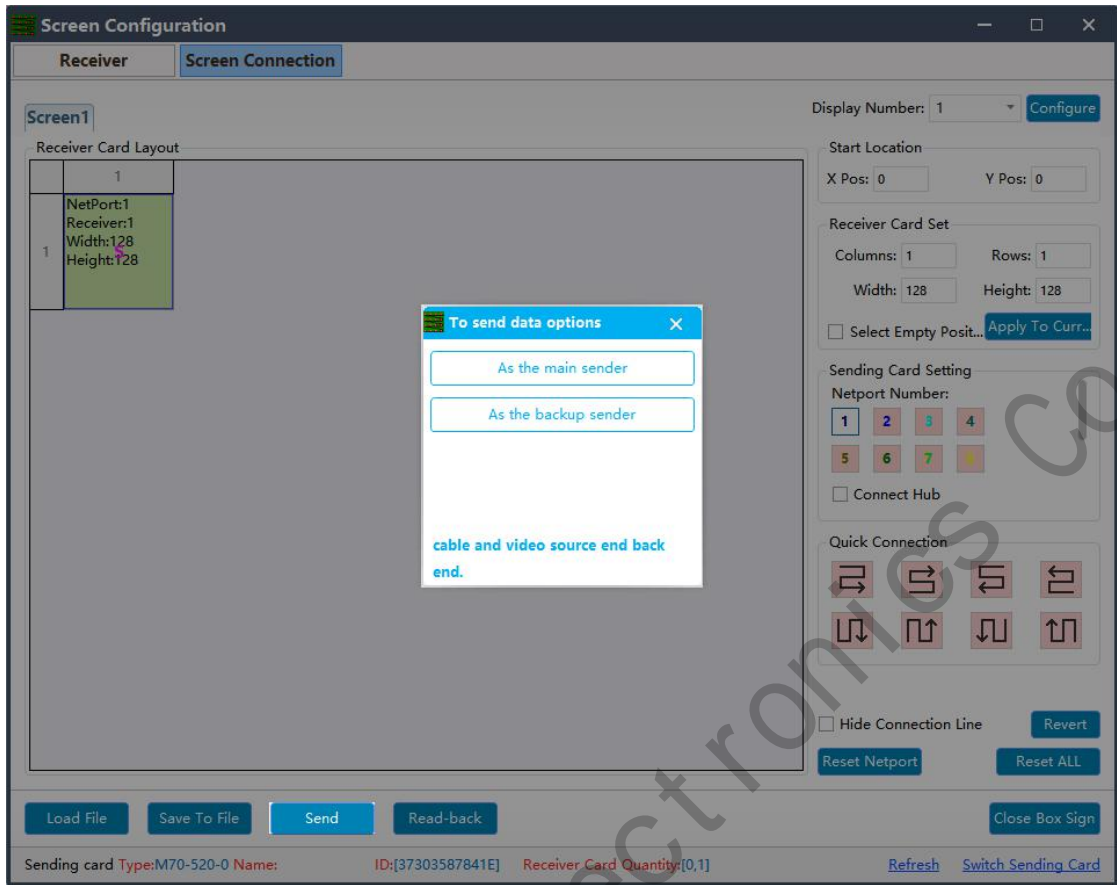 Screen Configuration
Receiver
Screen Connection
Screen1
Display Number: 1
Configure
Receiver Card Layout
1
1
NetPort:1
Receiver:1
Width:128
Height:128
S
Start Location
X Pos: 0
Y Pos: 0
Receiver Card Set
Columns: 1
Rows: 1
Width: 128
Height: 128
Select Empty Posit...
Apply To Curr...
Sending Card Setting
Netport Number:
1 2 3 4
5 6 7 8
Connect Hub
Quick Connection
Hide Connection Line
Revert
Reset Netport
Reset ALL
To send data options
As the main sender
As the backup sender
cable and video source end back
end.
Load File
Save To File
Send
Read-back
Close Box Sign
Sending card Type:M70-520-0 Name: ID:[37303587841E] Receiver Card Quantity:[0,1]
Refresh
Switch Sending Card